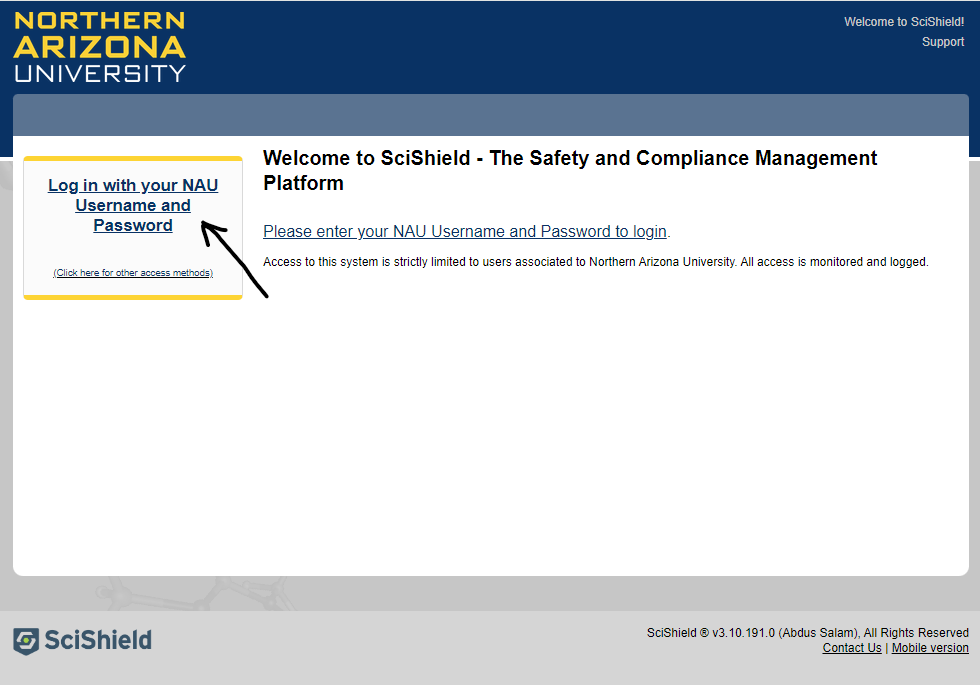 NORTHERN
ARIZONA
UNIVERSITY
Welcome to SciShield!
Support
Log in with your NAU
Username and
Password
(Click here for other access methods)
Welcome to SciShield - The Safety and Compliance Management
Platform
Please enter your NAU Username and Password to login.
Access to this system is strictly limited to users associated to Northern Arizona University. All access is monitored and logged.
SciShield
SciShield ® v3.10.191.0 (Abdus Salam), All Rights Reserved
Contact Us | Mobile version